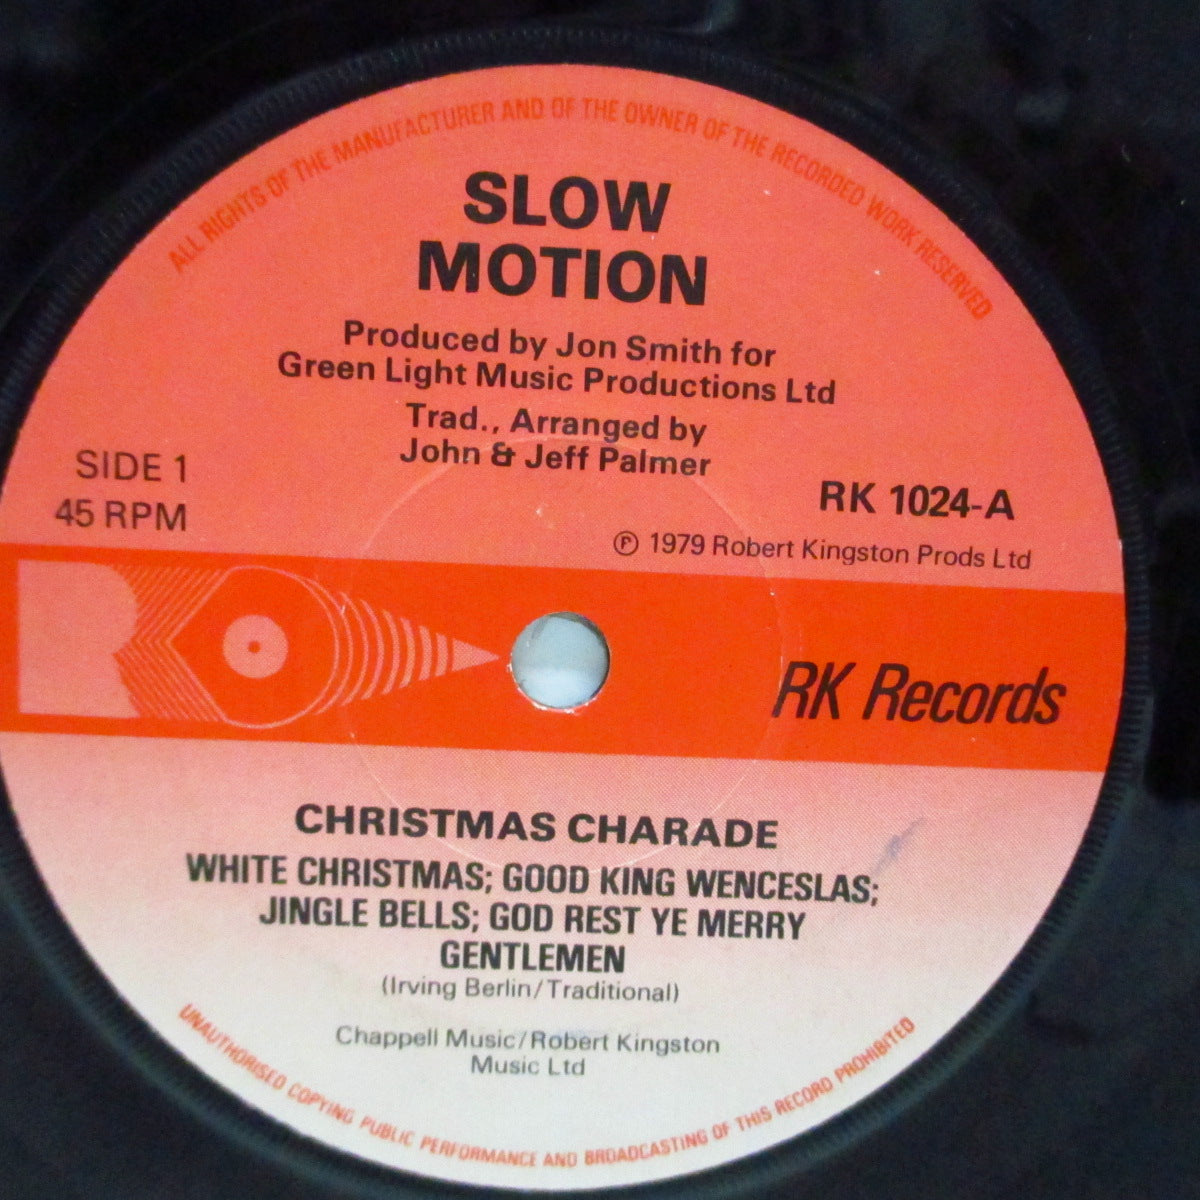 ALL RIGHTS OF THE MANUFACTURER AND OF THE OWNER OF THE RECORDED WORK RESERVED
SLOW
MOTION
Produced by Jon Smith for
Green Light Music Productions Ltd
Trad., Arranged by
John & Jeff Palmer
SIDE 1
45 RPM
RK 1024-A
℗ 1979 Robert Kingston Prods Ltd
RK Records
CHRISTMAS CHARADE
WHITE CHRISTMAS; GOOD KING WENCESLAS;
JINGLE BELLS; GOD REST YE MERRY
GENTLEMEN
(Irving Berlin/Traditional)
Chappell Music/Robert Kingston
Music Ltd
UNAUTHORISED COPYING PUBLIC PERFORMANCE AND BROADCASTING OF THIS RECORD PROHIBITED